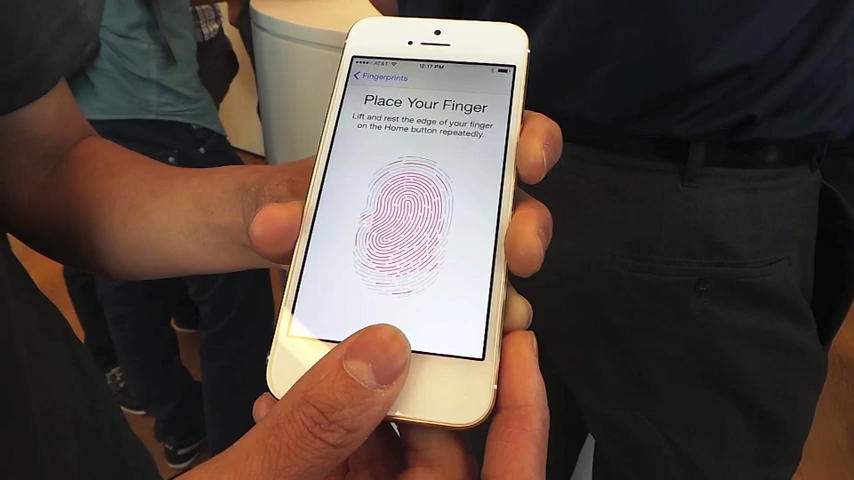 AT&T 12:17 PM
Fingerprints
Place Your Finger
Lift and rest the edge of your finger
on the Home button repeatedly.